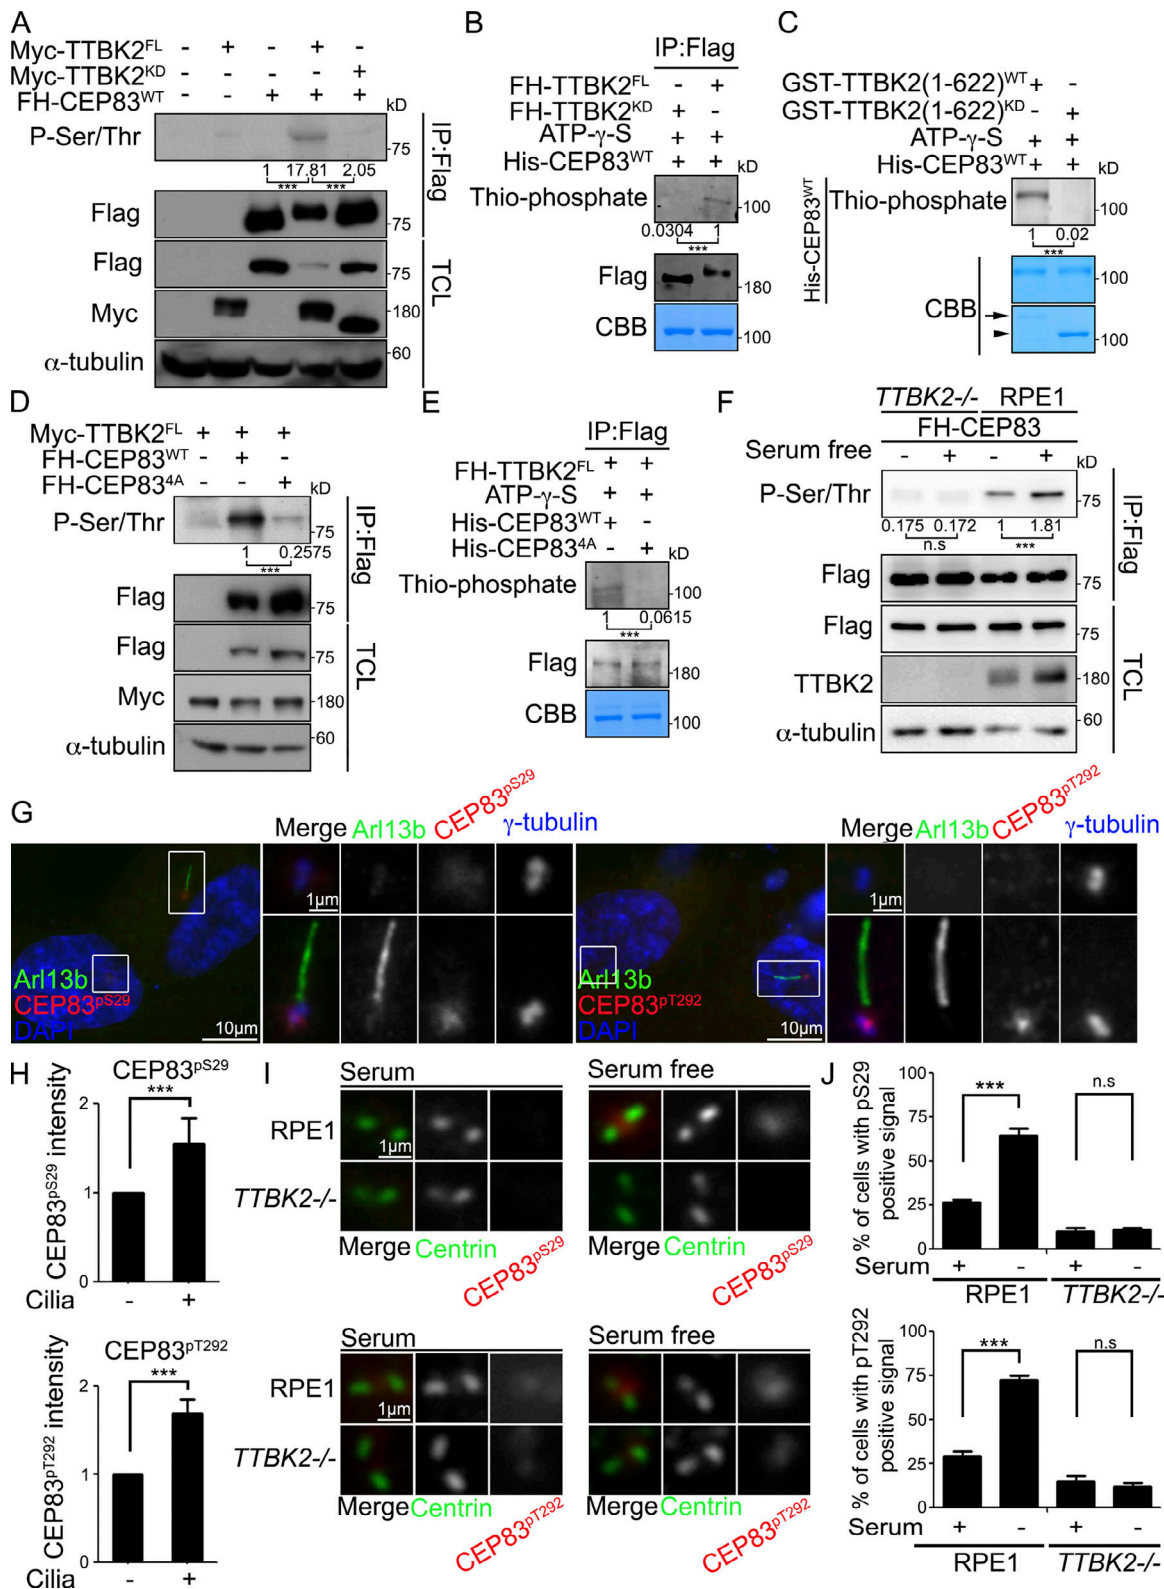 A
Myc-TTBK2FL - + - + -
Myc-TTBK2KD - - - - +
FH-CEP83WT - - + + + kD
P-Ser/Thr 75
1 17.81 2.05
*** ***
Flag 75
IP:Flag
Flag 75
Myc 180
α-tubulin 60
TCL
B
IP:Flag
FH-TTBK2FL - +
FH-TTBK2KD + -
ATP-γ-S + +
His-CEP83WT + + kD
Thio-phosphate 100
0.0304 1
***
Flag 180
CBB 100
C
GST-TTBK2(1-622)WT + -
GST-TTBK2(1-622)KD - +
ATP-γ-S + +
His-CEP83WT + + kD
Thio-phosphate 100
1 0.02
***
His-CEP83WT
100
CBB
100
D
Myc-TTBK2FL + + +
FH-CEP83WT - + -
FH-CEP834A - - + kD
P-Ser/Thr 75
1 0.2575
***
Flag 75
IP:Flag
Flag 75
Myc 180
α-tubulin 60
TCL
E
IP:Flag
FH-TTBK2FL + +
ATP-γ-S + +
His-CEP83WT + -
His-CEP834A - + kD
Thio-phosphate 100
1 0.0615
***
Flag 180
CBB 100
F
TTBK2-/- RPE1
FH-CEP83
Serum free - + - + kD
P-Ser/Thr 75
0.175 0.172 1 1.81
n.s ***
Flag 75
IP:Flag
Flag 75
TTBK2 180
α-tubulin 60
TCL
G
Merge Arl13b CEP83pS29 γ-tubulin
1μm
Arl13b
CEP83pS29
DAPI
10μm
Merge Arl13b CEP83pT292 γ-tubulin
1μm
Arl13b
CEP83pT292
DAPI
10μm
H
CEP83pS29
***
CEP83pS29 intensity
2
1
0
Cilia - +
CEP83pT292
***
CEP83pT292 intensity
2
1
0
Cilia - +
I
Serum Serum free
RPE1
1μm
TTBK2-/-
Merge Centrin CEP83pS29
Merge Centrin CEP83pS29
Serum Serum free
RPE1
1μm
TTBK2-/-
Merge Centrin CEP83pT292
Merge Centrin CEP83pT292
J
% of cells with pS29
positive signal
100
75
50
25
0
*** n.s
Serum + - + -
RPE1 TTBK2-/-
% of cells with pT292
positive signal
100
75
50
25
0
*** n.s
Serum + - + -
RPE1 TTBK2-/-